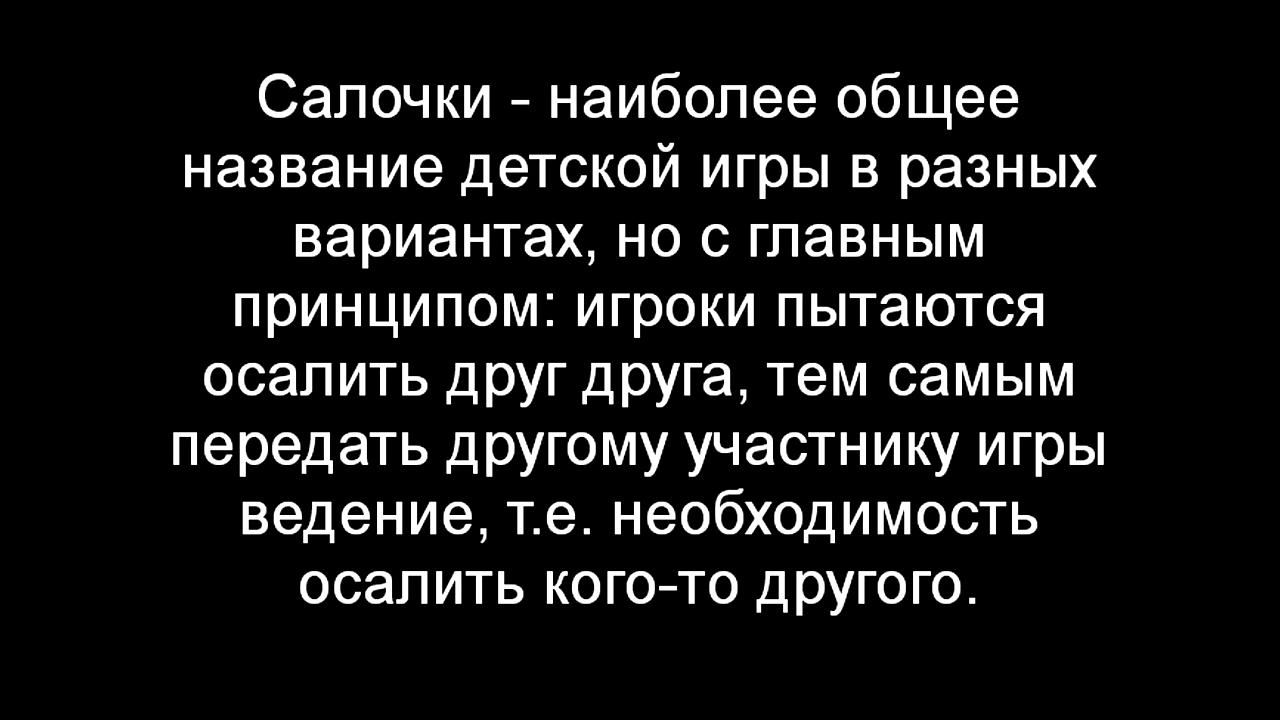 Салочки - наиболее общее
название детской игры в разных
вариантах, но с главным
принципом: игроки пытаются
осалить друг друга, тем самым
передать другому участнику игры
ведение, т.е. необходимость
осалить кого-то другого.